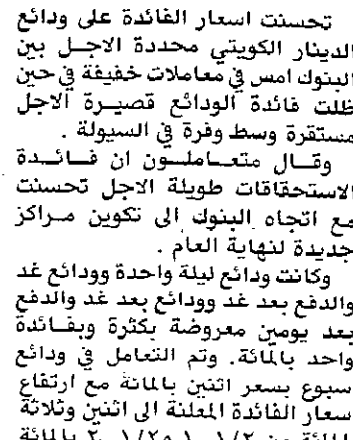 تحسنت اسعار الفائدة على ودائع
الدينار الكويتي محددة الاجل بين
البنوك امس في معاملات خفيفة في حين
ظلت فائدة الودائع قصيرة الاجل
مستقرة وسط وفرة في السيولة .
وقال متعاملون ان فائدة
الاستحقاقات طويلة الاجل تحسنت
مع اتجاه البنوك الى تكوين مراكز
جديدة لنهاية العام .
وكانت ودائع ليلة واحدة وودائع غد
والدفع بعد غد وودائع بعد غد والدفع
بعد يومين معروضة بكثرة وبفائدة
واحد بالمائة. وتم التعامل في ودائع
سبوع بسعر اثنين بالمائة مع ارتفاع
سعار الفائدة المعلنة الى اثنين وثلاثة